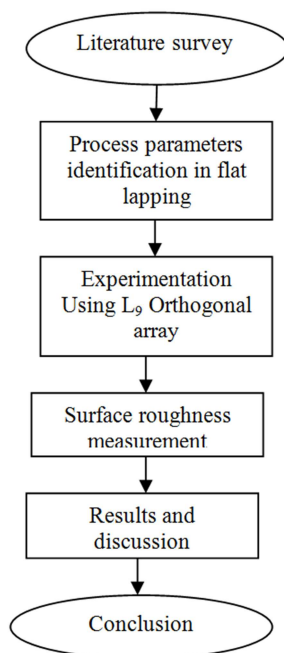 Literature survey
Process parameters
identification in flat
lapping
Experimentation
Using L₉ Orthogonal
array
Surface roughness
measurement
Results and
discussion
Conclusion